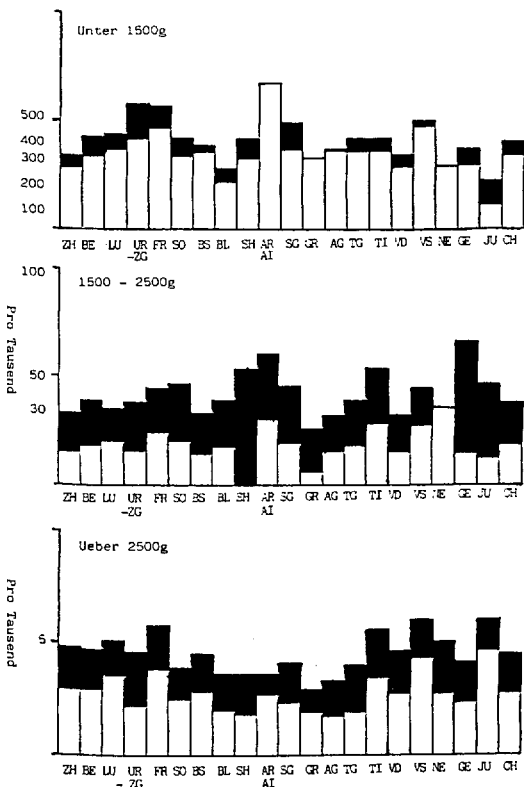 Unter 1500g
500
400
300
200
100
ZH BE LU UR FR SO BS BL SH AR SG GR AG TG TI VD VS NE GE JU CH
-ZG AI
1500 - 2500g
100
50
30
Pro Tausend
ZH BE LU UR FR SO BS BL SH AR SG GR AG TG TI VD VS NE GE JU CH
-ZG AI
Ueber 2500g
5
Pro Tausend
ZH BE LU UR FR SO BS BL SH AR SG GR AG TG TI VD VS NE GE JU CH
- ZG AI